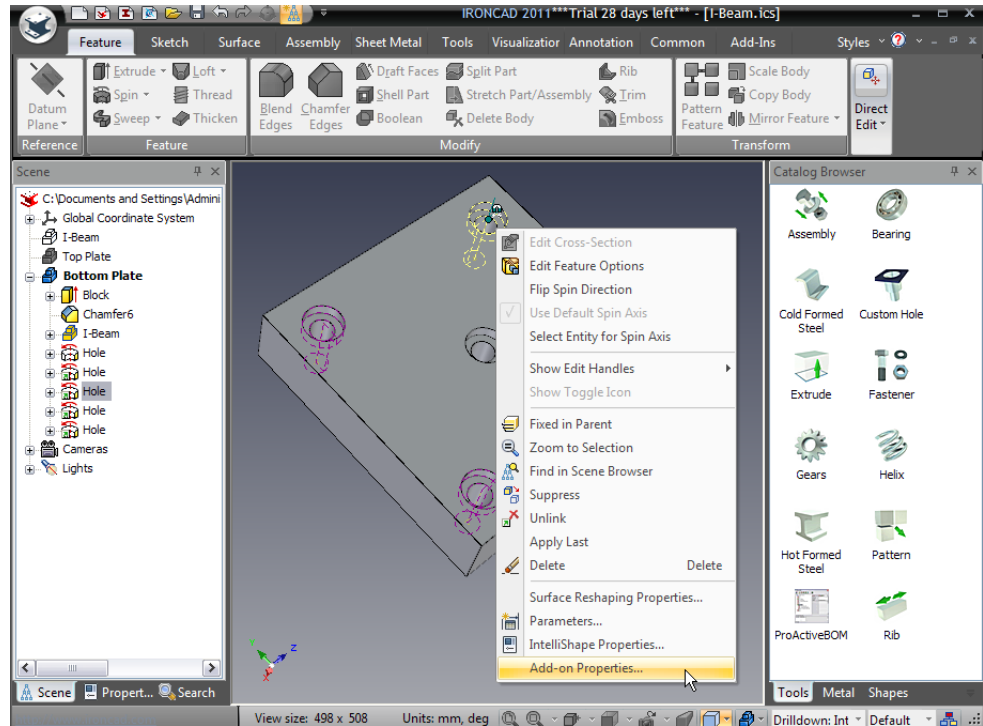 IRONCAD 2011***Trial 28 days left*** - [I-Beam.ics]
Feature Sketch Surface Assembly Sheet Metal Tools Visualization Annotation Common Add-Ins Styles
Extrude Loft Draft Faces Split Part Rib Scale Body
Spin Thread Shell Part Stretch Part/Assembly Trim Copy Body
Sweep Thicken Boolean Delete Body Emboss Mirror Feature
Datum Plane
Blend Edges
Chamfer Edges
Pattern Feature
Direct Edit
Reference Feature Modify Transform
Scene
C:\Documents and Settings\Admini
Global Coordinate System
I-Beam
Top Plate
Bottom Plate
Block
Chamfer6
I-Beam
Hole
Hole
Hole
Hole
Hole
Cameras
Lights
Scene Propert... Search
Z
Y
X
Edit Cross-Section
Edit Feature Options
Flip Spin Direction
Use Default Spin Axis
Select Entity for Spin Axis
Show Edit Handles
Show Toggle Icon
Fixed in Parent
Zoom to Selection
Find in Scene Browser
Suppress
Unlink
Apply Last
Delete Delete
Surface Reshaping Properties...
Parameters...
IntelliShape Properties...
Add-on Properties...
Catalog Browser
Assembly Bearing
Cold Formed Steel
Custom Hole
Extrude Fastener
Gears Helix
Hot Formed Steel
Pattern
ProActiveBOM Rib
Tools Metal Shapes
View size: 498 x 508 Units: mm, deg Drilldown: Int Default